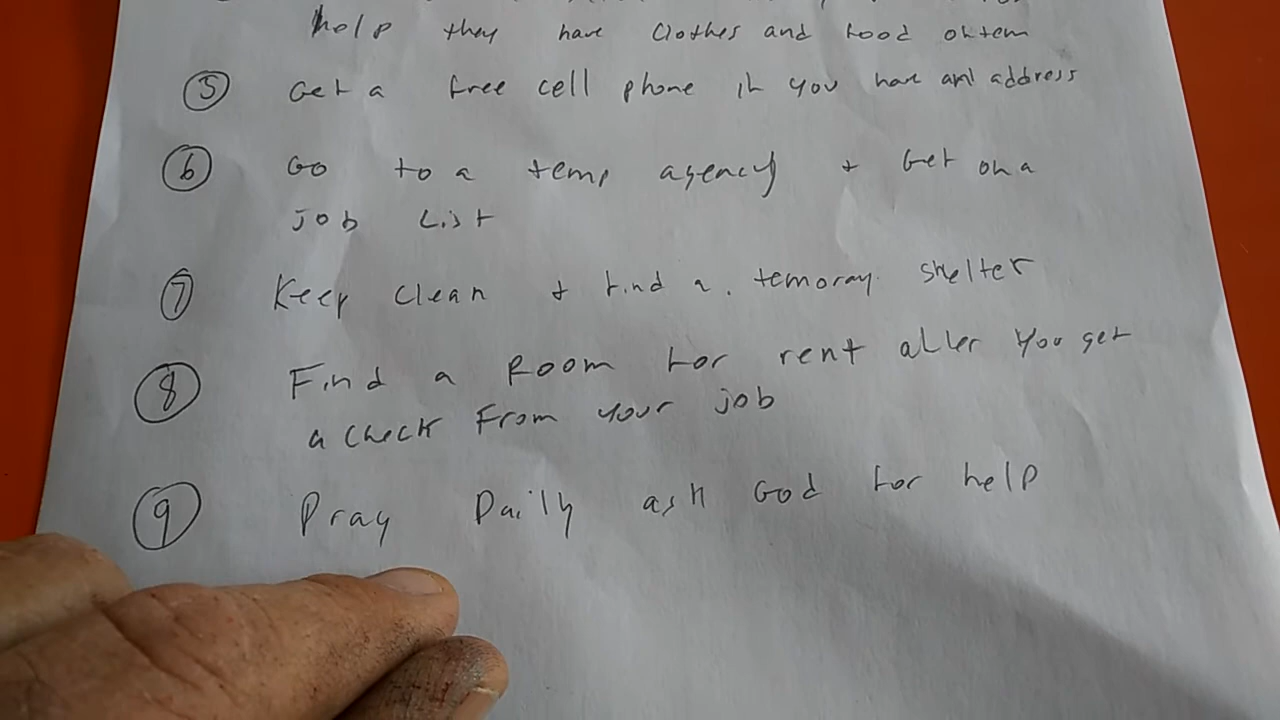 help they have clothes and food often
⑤ Get a free cell phone if you have an address
⑥ Go to a temp agency + Get on a
job List
⑦ Keep clean + find a. temoray shelter
⑧ Find a Room for rent after you get
a check From your job
⑨ Pray Daily ask God for help